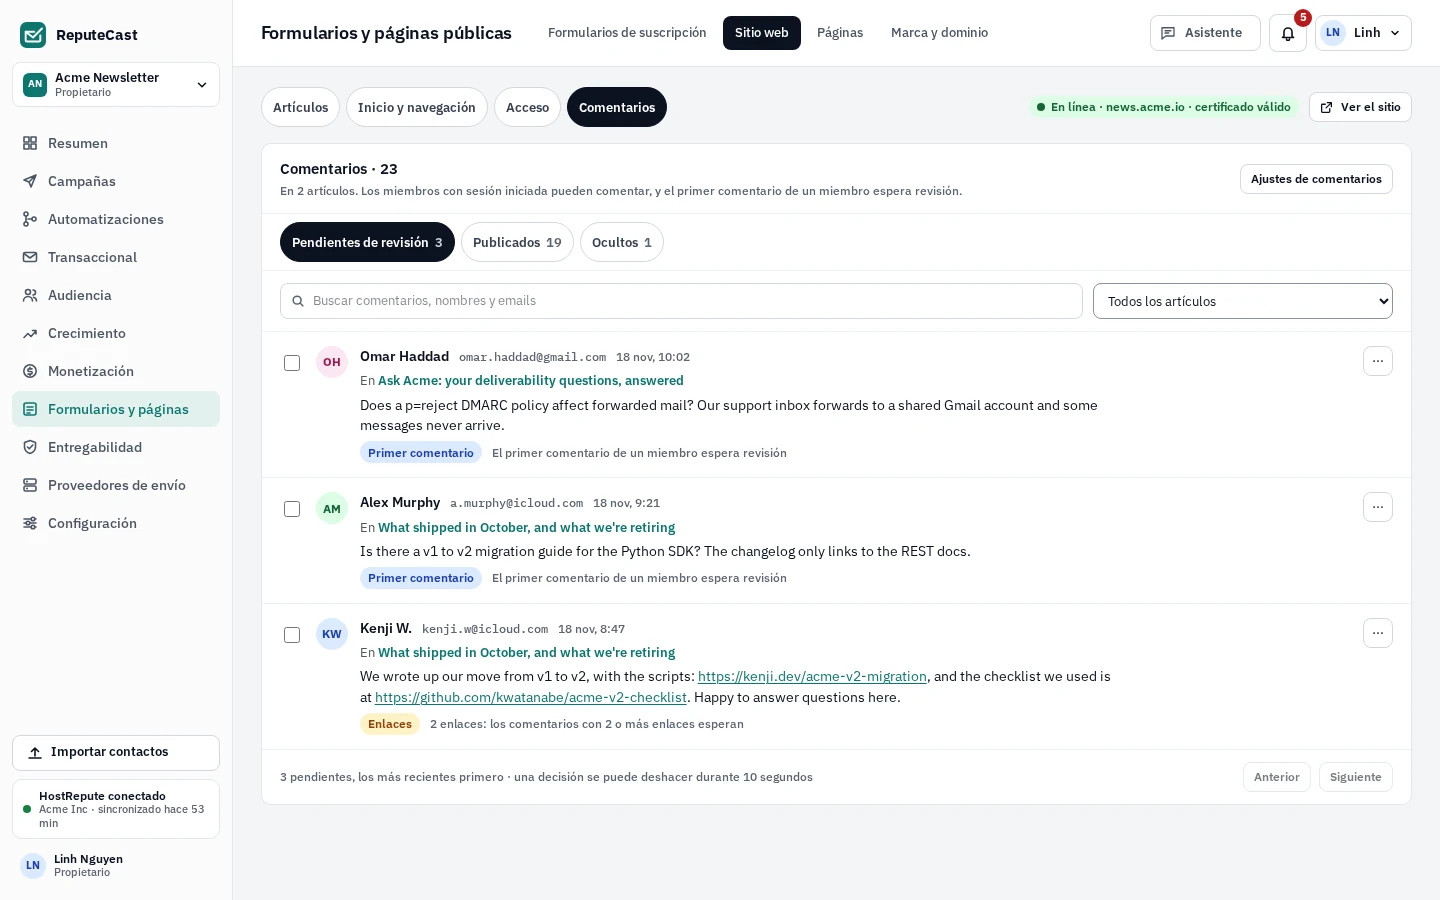 ReputeCast
AN
Acme Newsletter
Propietario
Resumen
Campañas
Automatizaciones
Transaccional
Audiencia
Crecimiento
Monetización
Formularios y páginas
Entregabilidad
Proveedores de envío
Configuración
Importar contactos
HostRepute conectado
Acme Inc · sincronizado hace 53
min
LN
Linh Nguyen
Propietario
Formularios y páginas públicas
Formularios de suscripción
Sitio web
Páginas
Marca y dominio
Asistente
5
LN
Linh
Artículos
Inicio y navegación
Acceso
Comentarios
En línea · news.acme.io · certificado válido
Ver el sitio
Comentarios · 23
En 2 artículos. Los miembros con sesión iniciada pueden comentar, y el primer comentario de un miembro espera revisión.
Ajustes de comentarios
Pendientes de revisión 3
Publicados 19
Ocultos 1
Buscar comentarios, nombres y emails
Todos los artículos
OH
Omar Haddad omar.haddad@gmail.com 18 nov, 10:02
En Ask Acme: your deliverability questions, answered
Does a p=reject DMARC policy affect forwarded mail? Our support inbox forwards to a shared Gmail account and some
messages never arrive.
Primer comentario El primer comentario de un miembro espera revisión
AM
Alex Murphy a.murphy@icloud.com 18 nov, 9:21
En What shipped in October, and what we're retiring
Is there a v1 to v2 migration guide for the Python SDK? The changelog only links to the REST docs.
Primer comentario El primer comentario de un miembro espera revisión
KW
Kenji W. kenji.w@icloud.com 18 nov, 8:47
En What shipped in October, and what we're retiring
We wrote up our move from v1 to v2, with the scripts: https://kenji.dev/acme-v2-migration, and the checklist we used is
at https://github.com/kwatanabe/acme-v2-checklist. Happy to answer questions here.
Enlaces 2 enlaces: los comentarios con 2 o más enlaces esperan
3 pendientes, los más recientes primero · una decisión se puede deshacer durante 10 segundos
Anterior
Siguiente